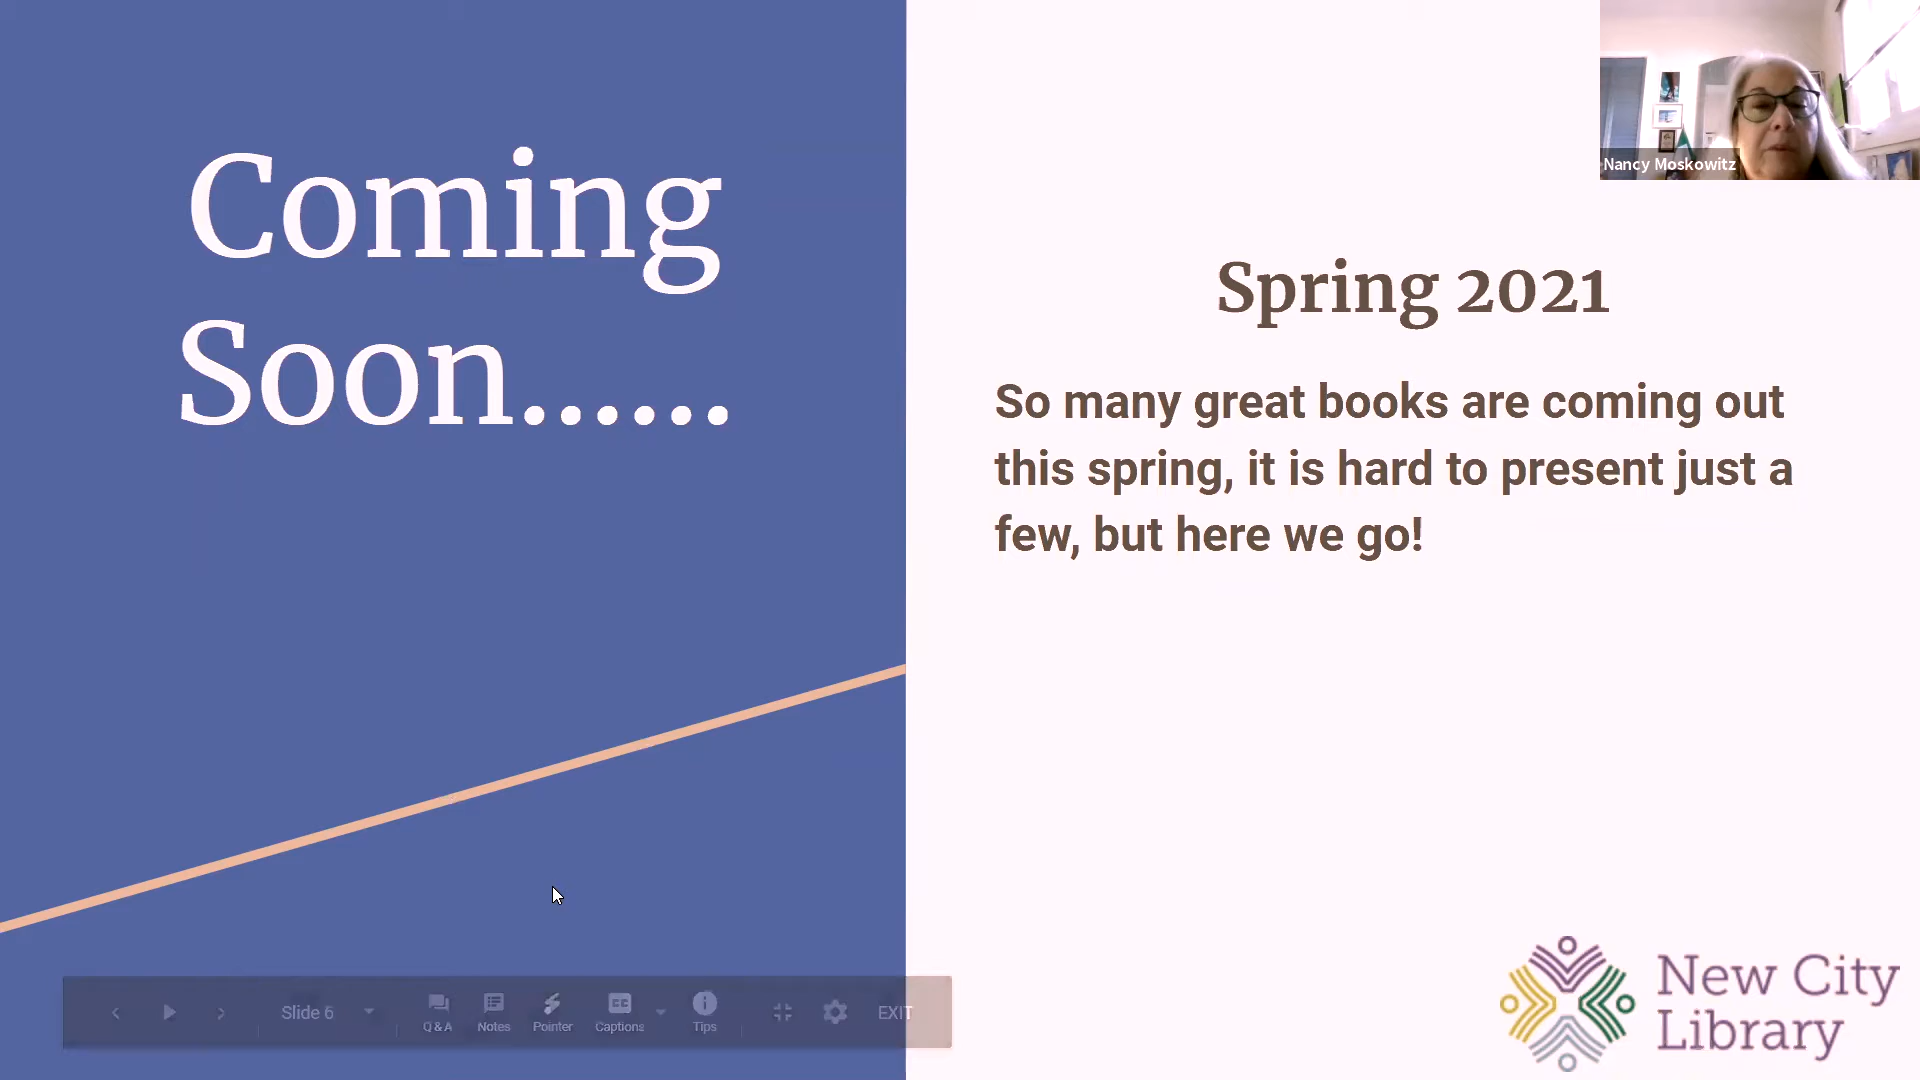 Coming
Soon......
Nancy Moskowitz
Spring 2021
So many great books are coming out
this spring, it is hard to present just a
few, but here we go!
Slide 6
Q&A
Notes
Pointer
CC
Captions
Tips
EXIT
New City
Library